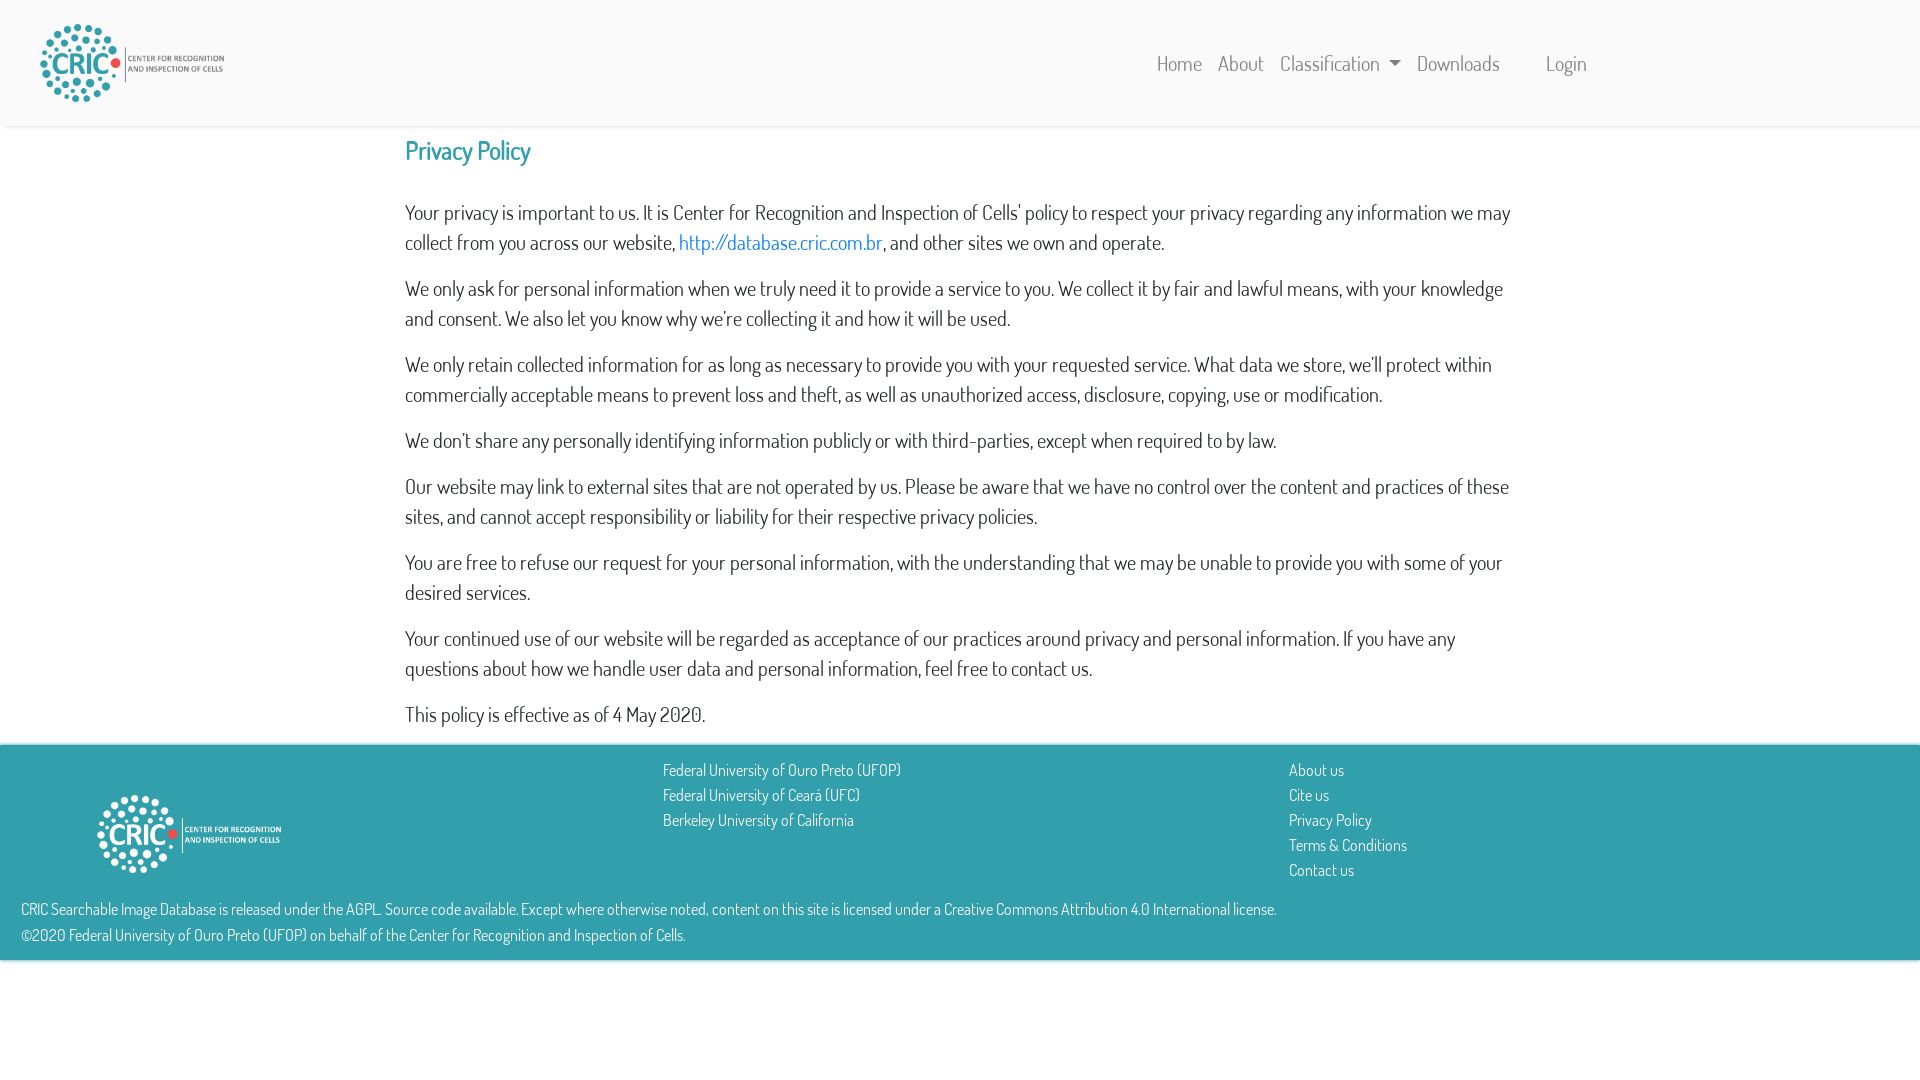 CRIC CENTER FOR RECOGNITION
AND INSPECTION OF CELLS
Home About Classification Downloads Login
Privacy Policy
Your privacy is important to us. It is Center for Recognition and Inspection of Cells' policy to respect your privacy regarding any information we may
collect from you across our website, http://database.cric.com.br, and other sites we own and operate.
We only ask for personal information when we truly need it to provide a service to you. We collect it by fair and lawful means, with your knowledge
and consent. We also let you know why we’re collecting it and how it will be used.
We only retain collected information for as long as necessary to provide you with your requested service. What data we store, we’ll protect within
commercially acceptable means to prevent loss and theft, as well as unauthorized access, disclosure, copying, use or modification.
We don’t share any personally identifying information publicly or with third-parties, except when required to by law.
Our website may link to external sites that are not operated by us. Please be aware that we have no control over the content and practices of these
sites, and cannot accept responsibility or liability for their respective privacy policies.
You are free to refuse our request for your personal information, with the understanding that we may be unable to provide you with some of your
desired services.
Your continued use of our website will be regarded as acceptance of our practices around privacy and personal information. If you have any
questions about how we handle user data and personal information, feel free to contact us.
This policy is effective as of 4 May 2020.
CRIC CENTER FOR RECOGNITION
AND INSPECTION OF CELLS
Federal University of Ouro Preto (UFOP)
Federal University of Ceará (UFC)
Berkeley University of California
About us
Cite us
Privacy Policy
Terms & Conditions
Contact us
CRIC Searchable Image Database is released under the AGPL. Source code available. Except where otherwise noted, content on this site is licensed under a Creative Commons Attribution 4.0 International license.
©2020 Federal University of Ouro Preto (UFOP) on behalf of the Center for Recognition and Inspection of Cells.